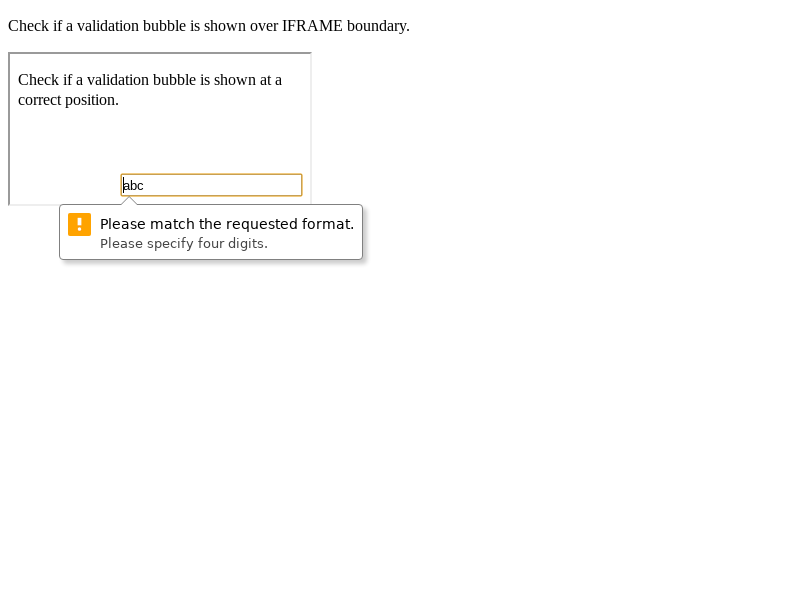 Check if a validation bubble is shown over IFRAME boundary.
Check if a validation bubble is shown at a
correct position.
abc
Please match the requested format.
Please specify four digits.